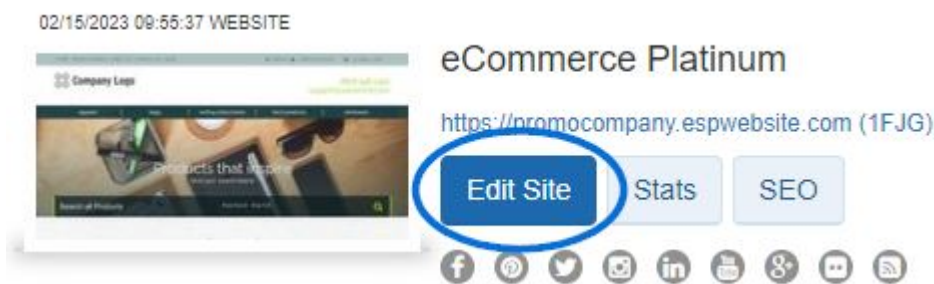 02/15/2023 09:55:37 WEBSITE
eCommerce Platinum
https://promocompany.espwebsite.com (1FJG)
Edit Site
Stats
SEO
Company Logo
Products that inspire
Search all Products